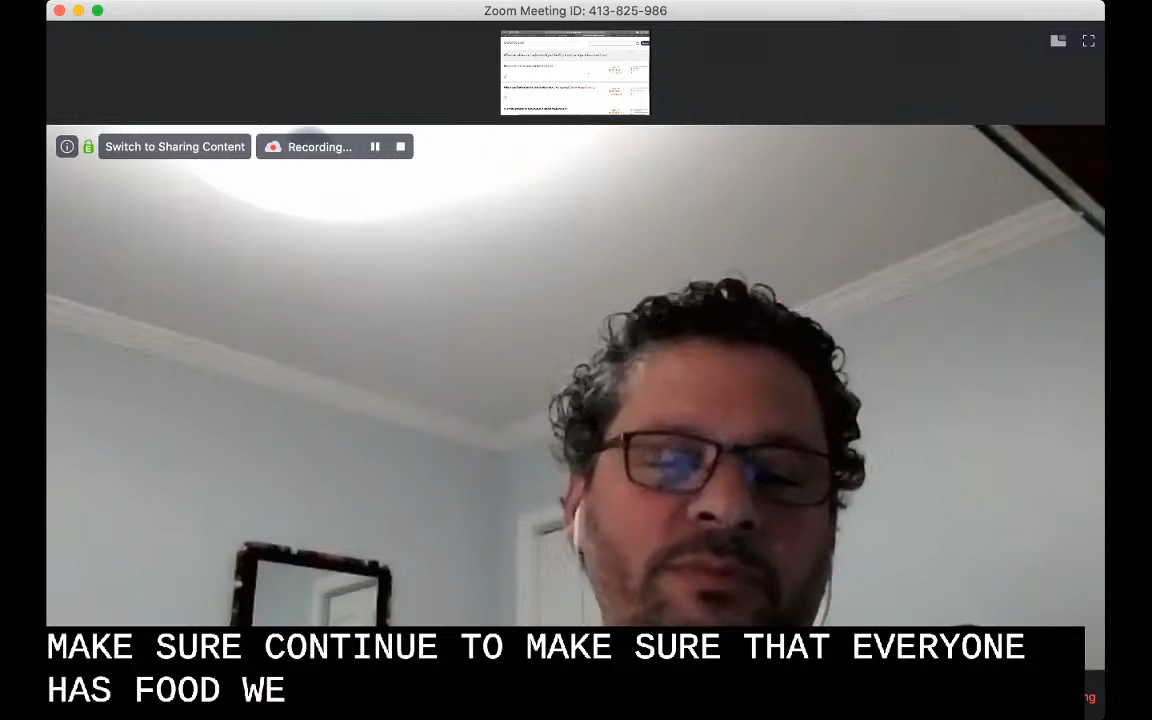 Zoom Meeting ID: 413-825-986
Switch to Sharing Content
Recording...
MAKE SURE CONTINUE TO MAKE SURE THAT EVERYONE
HAS FOOD WE
ng